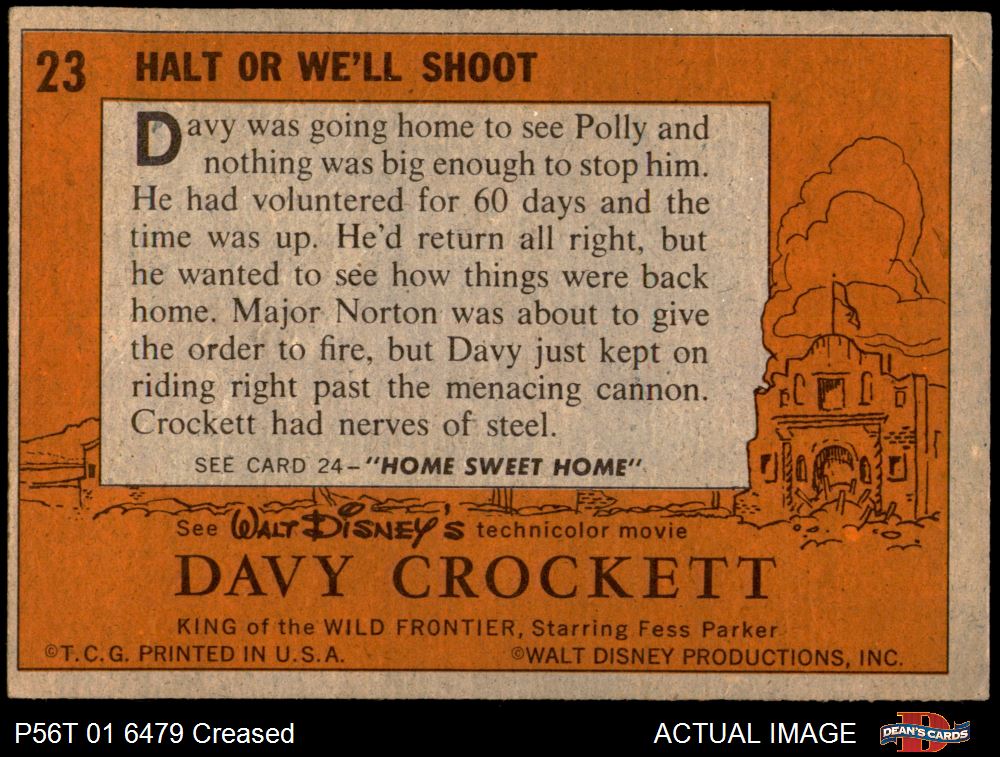 23 HALT OR WE'LL SHOOT
Davy was going home to see Polly and
nothing was big enough to stop him.
He had voluntered for 60 days and the
time was up. He'd return all right, but
he wanted to see how things were back
home. Major Norton was about to give
the order to fire, but Davy just kept on
riding right past the menacing cannon.
Crockett had nerves of steel.
SEE CARD 24-"HOME SWEET HOME"
See WALT DISNEY'S technicolor movie
DAVY CROCKETT
KING of the WILD FRONTIER, Starring Fess Parker
©T.C.G. PRINTED IN U.S.A. ©WALT DISNEY PRODUCTIONS, INC.
P56T 01 6479 Creased ACTUAL IMAGE DEAN'S CARDS